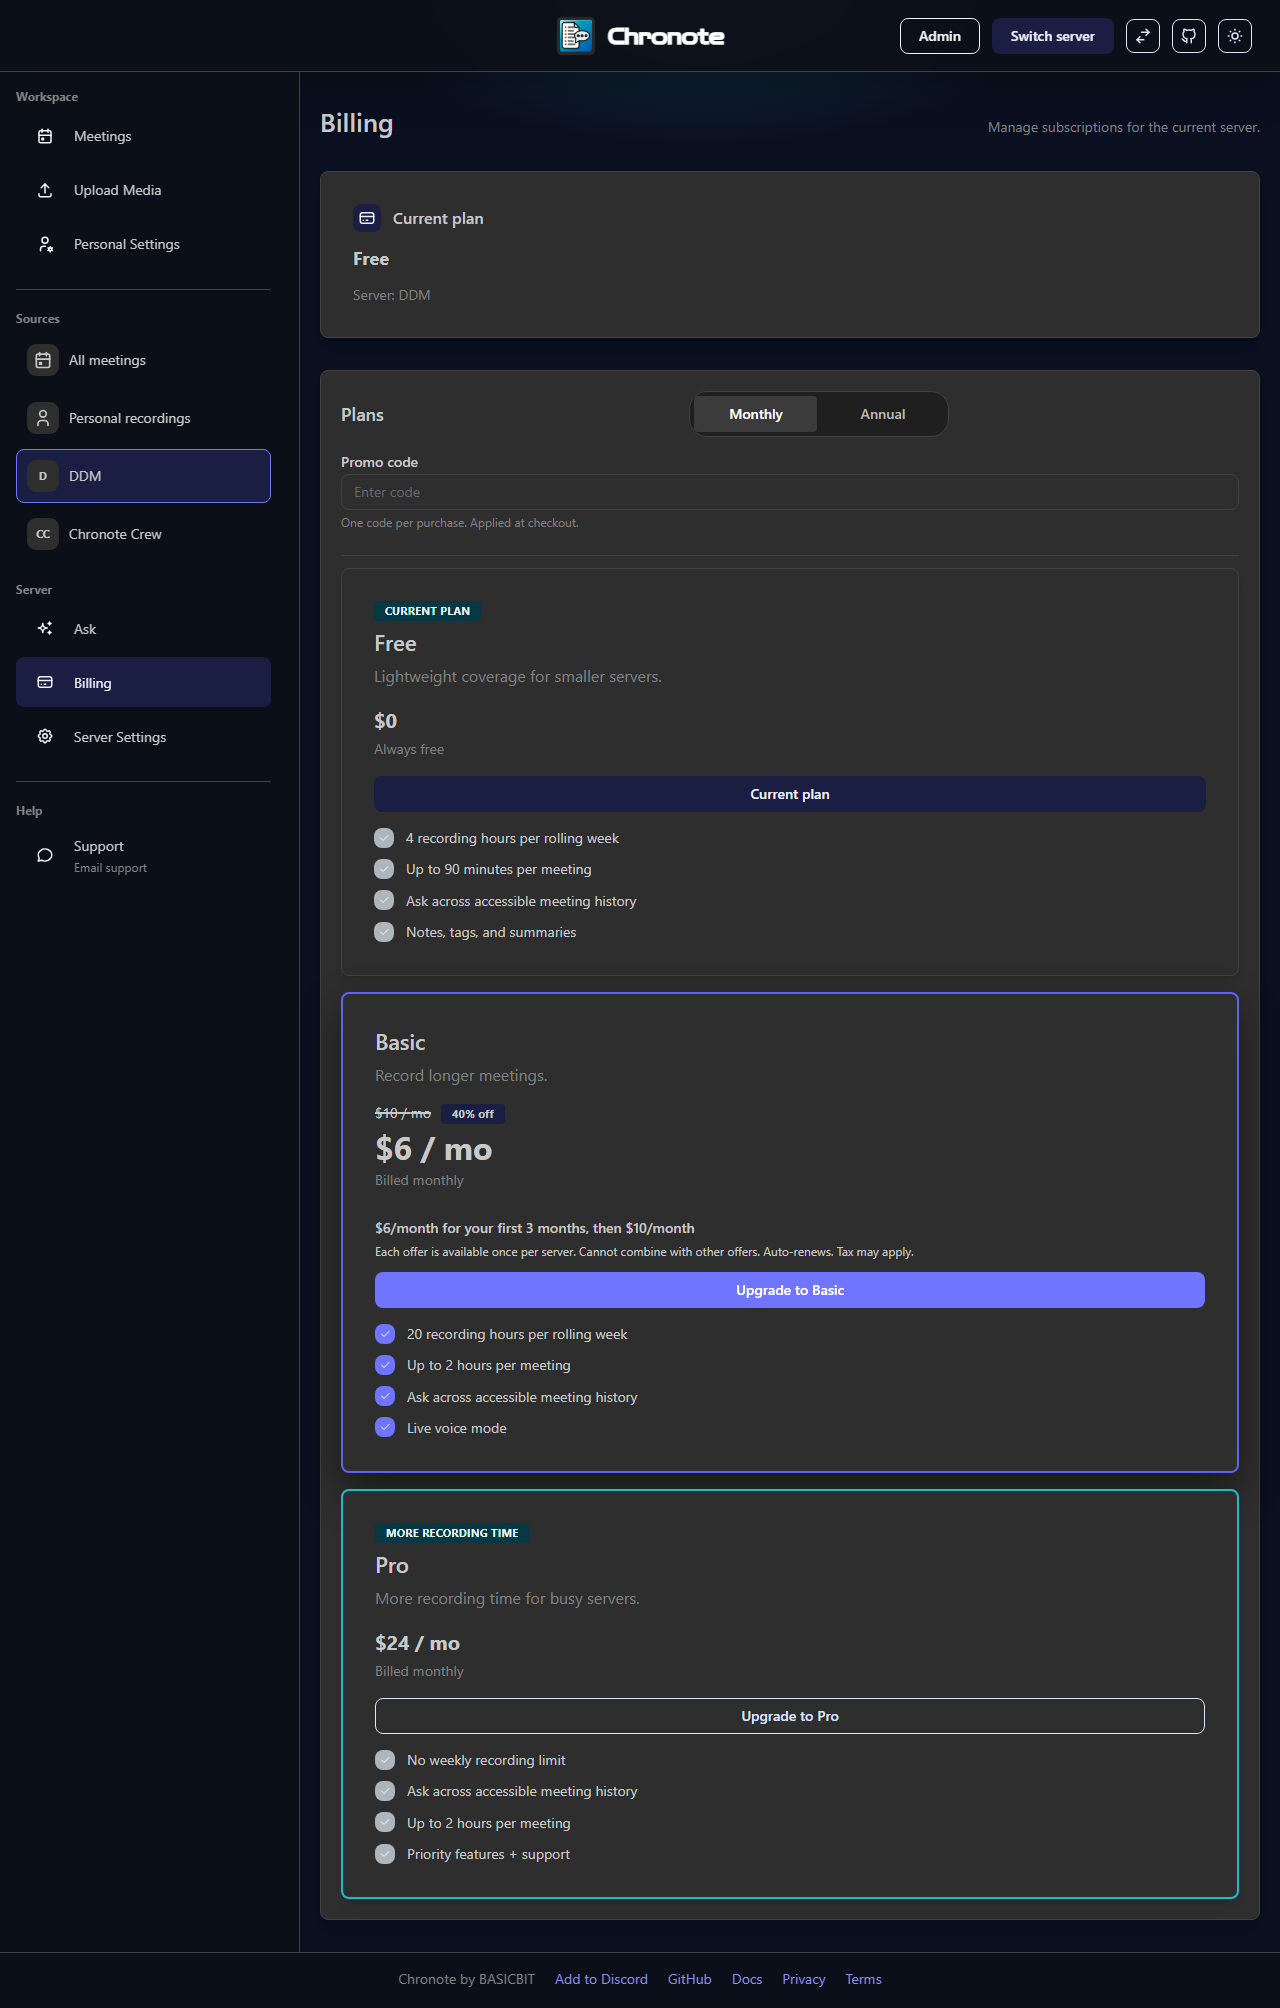 Chronote
Admin
Switch server
Workspace
Meetings
Upload Media
Personal Settings
Sources
All meetings
Personal recordings
D
DDM
CC
Chronote Crew
Server
Ask
Billing
Server Settings
Help
Support
Email support
Billing
Manage subscriptions for the current server.
Current plan
Free
Server: DDM
Plans
Monthly
Annual
Promo code
Enter code
One code per purchase. Applied at checkout.
CURRENT PLAN
Free
Lightweight coverage for smaller servers.
$0
Always free
Current plan
4 recording hours per rolling week
Up to 90 minutes per meeting
Ask across accessible meeting history
Notes, tags, and summaries
Basic
Record longer meetings.
$10 / mo
40% off
$6 / mo
Billed monthly
$6/month for your first 3 months, then $10/month
Each offer is available once per server. Cannot combine with other offers. Auto-renews. Tax may apply.
Upgrade to Basic
20 recording hours per rolling week
Up to 2 hours per meeting
Ask across accessible meeting history
Live voice mode
MORE RECORDING TIME
Pro
More recording time for busy servers.
$24 / mo
Billed monthly
Upgrade to Pro
No weekly recording limit
Ask across accessible meeting history
Up to 2 hours per meeting
Priority features + support
Chronote by BASICBIT
Add to Discord
GitHub
Docs
Privacy
Terms